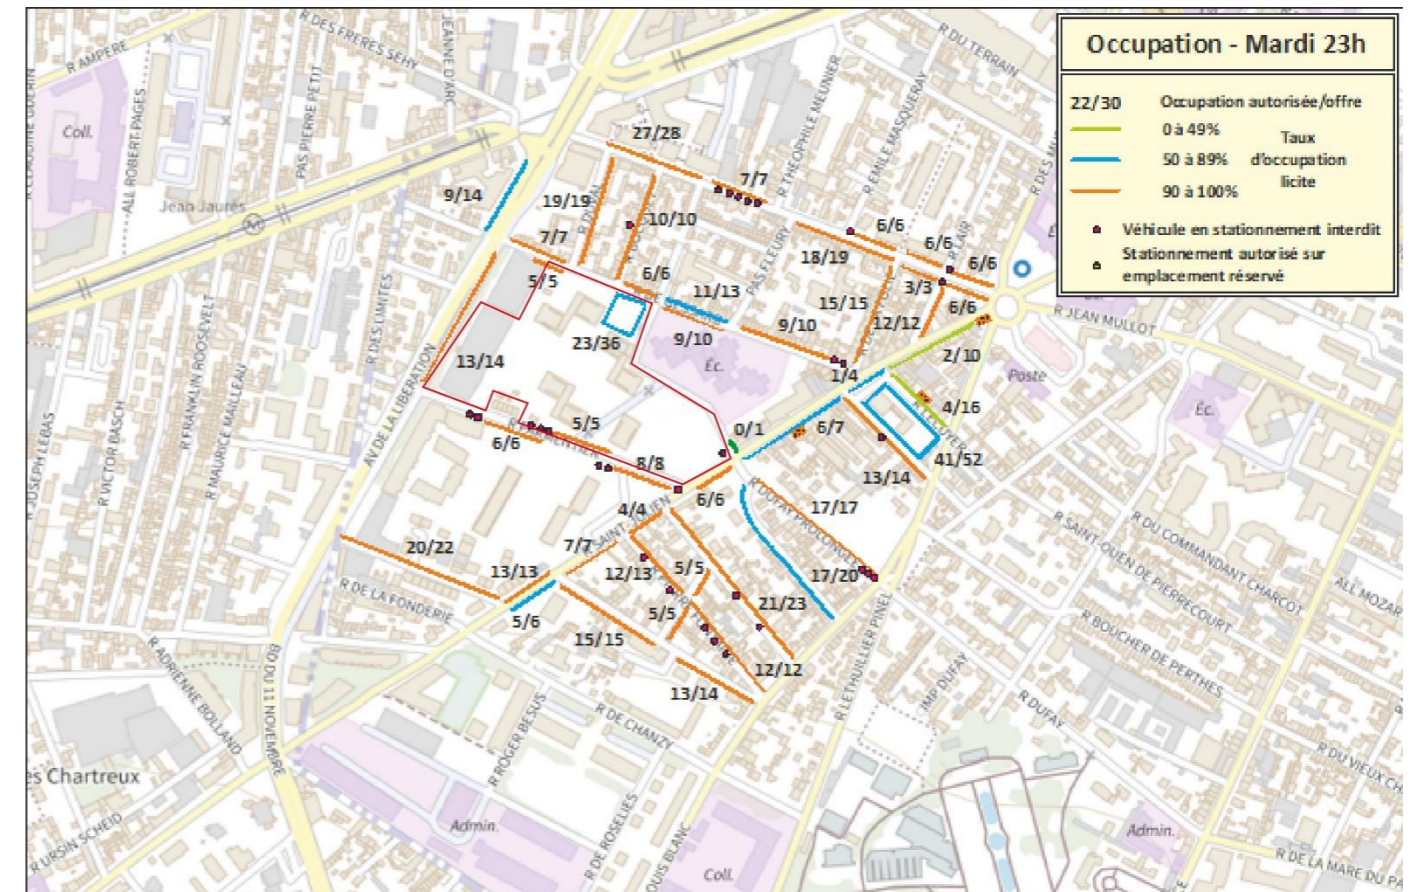 Occupation - Mardi 23h
22/30 Occupation autorisée/offre
0 à 49%
50 à 89%
90 à 100%
Taux
d'occupation
licite
Véhicule en stationnement interdit
Stationnement autorisé sur
emplacement réservé
R AMPERE
R DES FRERES SEHY
JEANNE D'ARC
R DU TERRAIN
Coll.
ALL ROBERT PAGES
PAS PIERRE PETIT
27/28
R THEOPHILE MEUNIER
R EMILE MASQUERAY
7/7
9/14
19/19
10/10
Jean Jaurès
M
7/7
6/6
6/6
R LAIR
6/6
18/19
PAS FLEURY
5/5
6/6
11/13
3/3
15/15
6/6
R JEAN MULLOT
12/12
R DES LIMITES
R FRANKLIN ROOSEVELT
R MAURICE MAILLEAU
23/36
9/10
9/10
Éc.
2/10
13/14
1/4
Poste
AV DE LA LIBERATION
4/16
Éc.
R JOSEPH LEBAS
R VICTOR BASCH
5/5
R PARMENTIER
6/6
0/1
6/7
R LELOYER
41/52
8/8
13/14
6/6
4/4
R SAINT-JULIEN
R DUFAY PROLONGEE
17/17
20/22
7/7
13/13
12/13
5/5
17/20
R SAINT-OUEN DE PIERRECOURT
R DU COMMANDANT CHARCOT
ALL MOZAR
R DE LA FONDERIE
5/6
5/5
21/23
15/15
R BOUCHER DE PERTHES
12/12
13/14
R LETHUILLIER PINEL
IMP DUFAY
R DUFAY
R ADRIENNE BOLLAND
BD DU 11 NOVEMBRE
R ROGER BESUS
R DE CHANZY
R DU VIEUX CH
es Chartreux
R URSIN SCHEID
Admin.
R DE ROSELIES
OUIS BLANC
Coll.
Admin.
R DE LA MARE DU PA